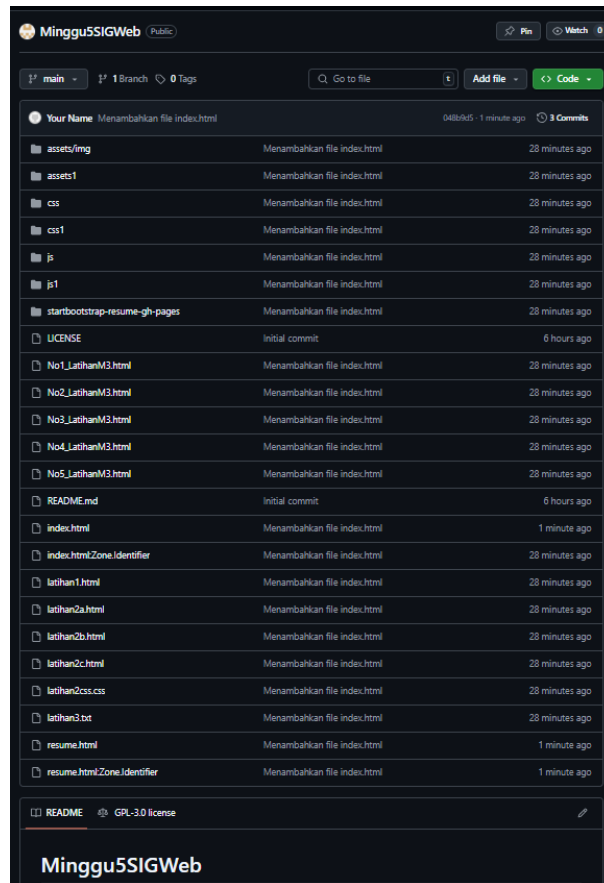 Minggu5SIGWeb Public Pin Watch 0
main 1 Branch 0 Tags Go to file t Add file Code
Your Name Menambahkan file index.html 048b9d5 · 1 minute ago 3 Commits
assets/img Menambahkan file index.html 28 minutes ago
assets1 Menambahkan file index.html 28 minutes ago
css Menambahkan file index.html 28 minutes ago
css1 Menambahkan file index.html 28 minutes ago
js Menambahkan file index.html 28 minutes ago
js1 Menambahkan file index.html 28 minutes ago
startbootstrap-resume-gh-pages Menambahkan file index.html 28 minutes ago
LICENSE Initial commit 6 hours ago
No1_LatihanM3.html Menambahkan file index.html 28 minutes ago
No2_LatihanM3.html Menambahkan file index.html 28 minutes ago
No3_LatihanM3.html Menambahkan file index.html 28 minutes ago
No4_LatihanM3.html Menambahkan file index.html 28 minutes ago
No5_LatihanM3.html Menambahkan file index.html 28 minutes ago
README.md Initial commit 6 hours ago
index.html Menambahkan file index.html 1 minute ago
index.html:Zone.Identifier Menambahkan file index.html 28 minutes ago
latihan1.html Menambahkan file index.html 28 minutes ago
latihan2a.html Menambahkan file index.html 28 minutes ago
latihan2b.html Menambahkan file index.html 28 minutes ago
latihan2c.html Menambahkan file index.html 28 minutes ago
latihan2css.css Menambahkan file index.html 28 minutes ago
latihan3.txt Menambahkan file index.html 28 minutes ago
resume.html Menambahkan file index.html 1 minute ago
resume.html:Zone.Identifier Menambahkan file index.html 1 minute ago
README GPL-3.0 license
Minggu5SIGWeb